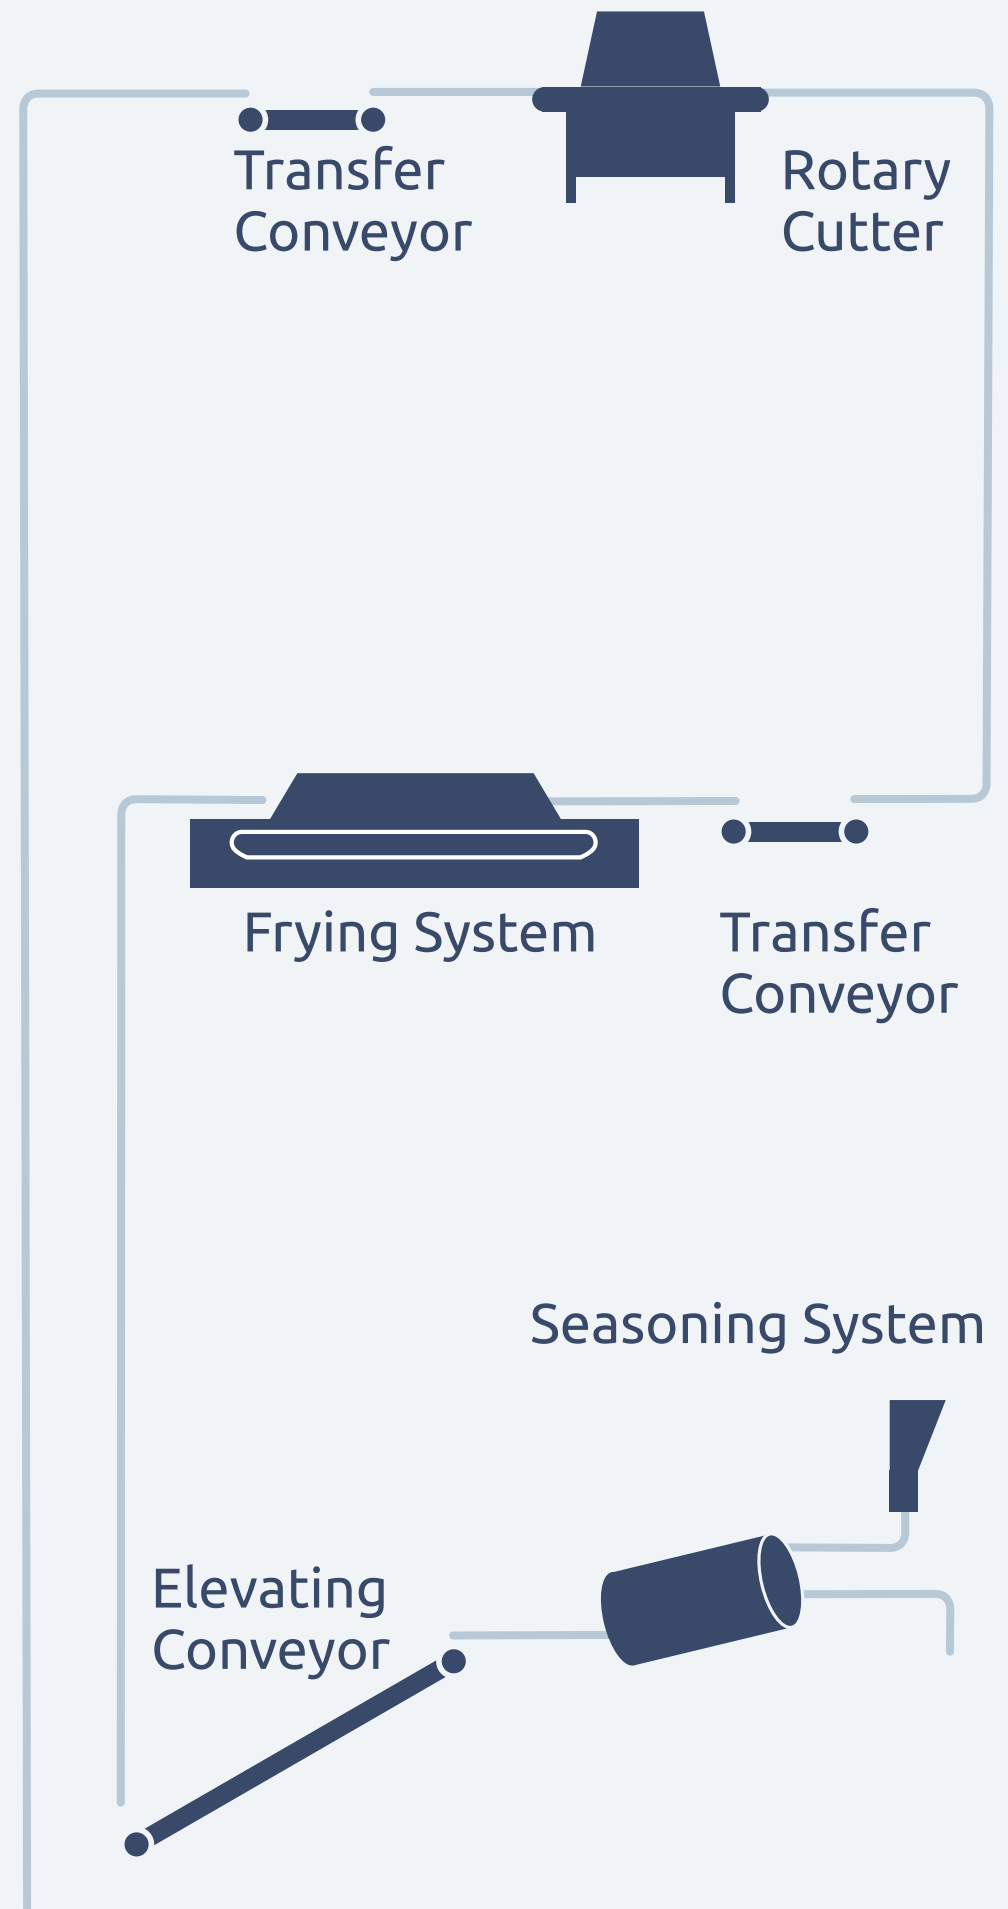 Transfer
Conveyor
Rotary
Cutter
Frying System
Transfer
Conveyor
Seasoning System
Elevating
Conveyor